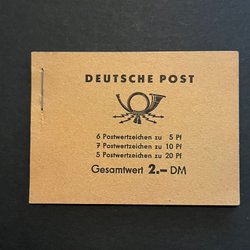 DEUTSCHE POST
6 Postwertzeichen zu 5 Pf
7 Postwertzeichen zu 10 Pf
5 Postwertzeichen zu 20 Pf
Gesamtwert 2.– DM